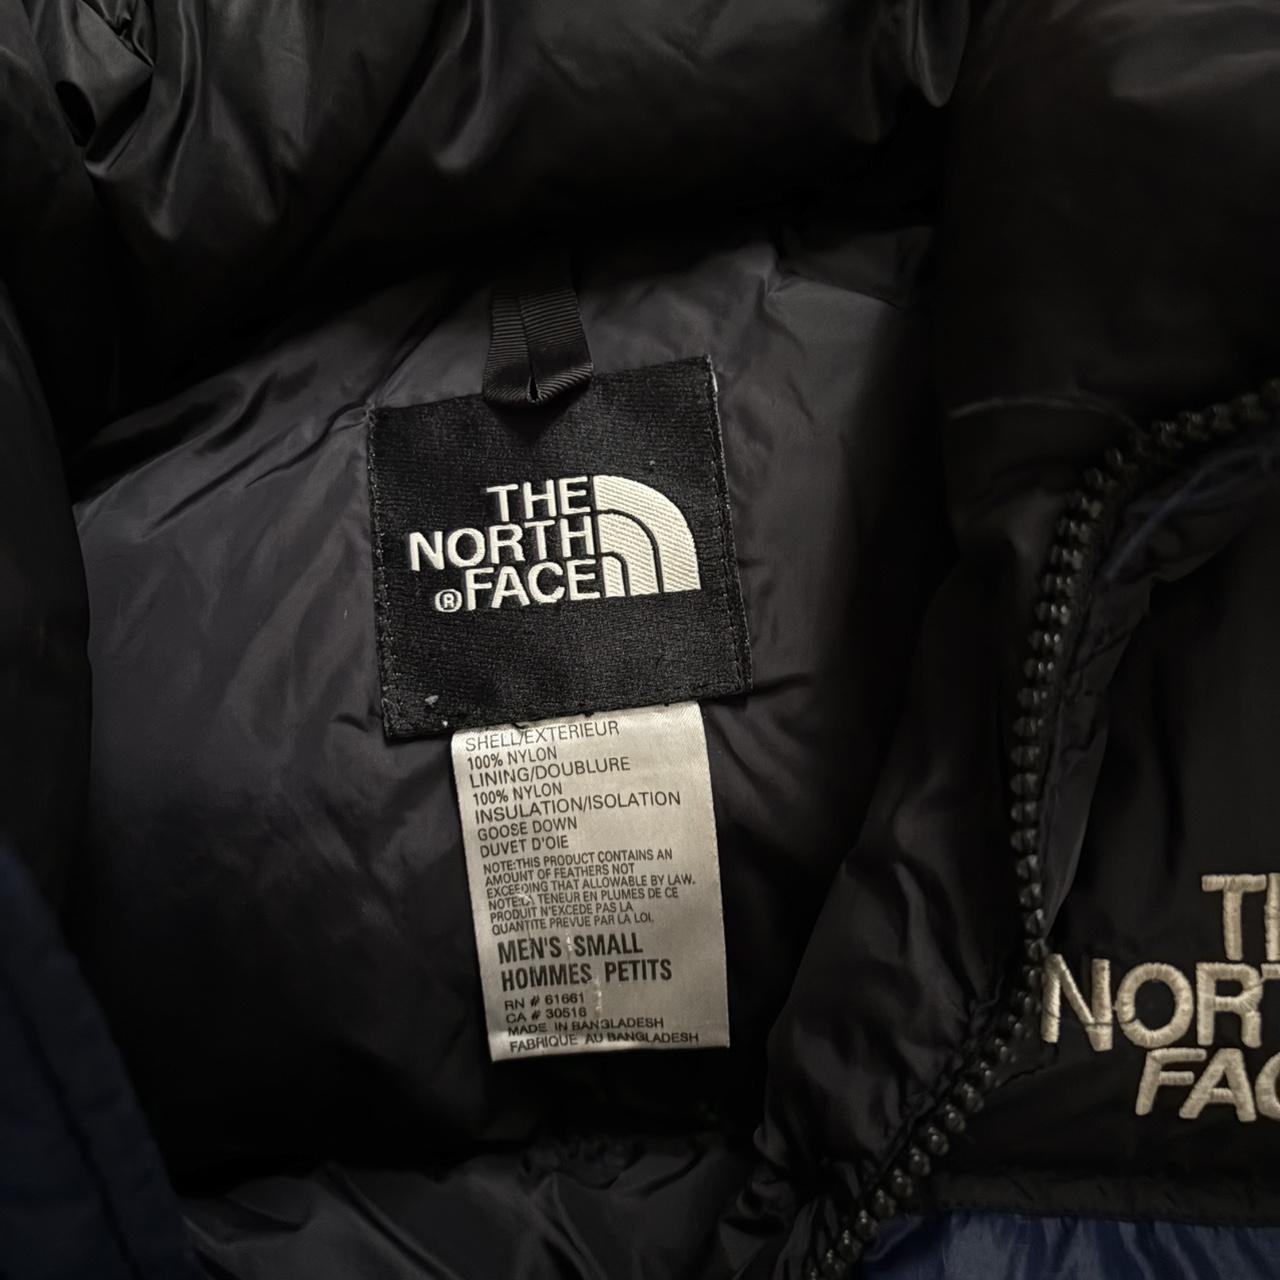 THE
NORTH
®FACE
SHELL/EXTERIEUR
100% NYLON
LINING/DOUBLURE
100% NYLON
INSULATION/ISOLATION
GOOSE DOWN
DUVET D'OIE
NOTE:THIS PRODUCT CONTAINS AN
AMOUNT OF FEATHERS NOT
EXCEEDING THAT ALLOWABLE BY LAW.
NOTE:LA TENEUR EN PLUMES DE CE
PRODUIT N'EXCEDE PAS LA
QUANTITE PREVUE PAR LA LOI.
MEN'S SMALL
HOMMES PETITS
RN # 61661
CA # 30516
MADE IN BANGLADESH
FABRIQUE AU BANGLADESH
TH
NORT
FAC